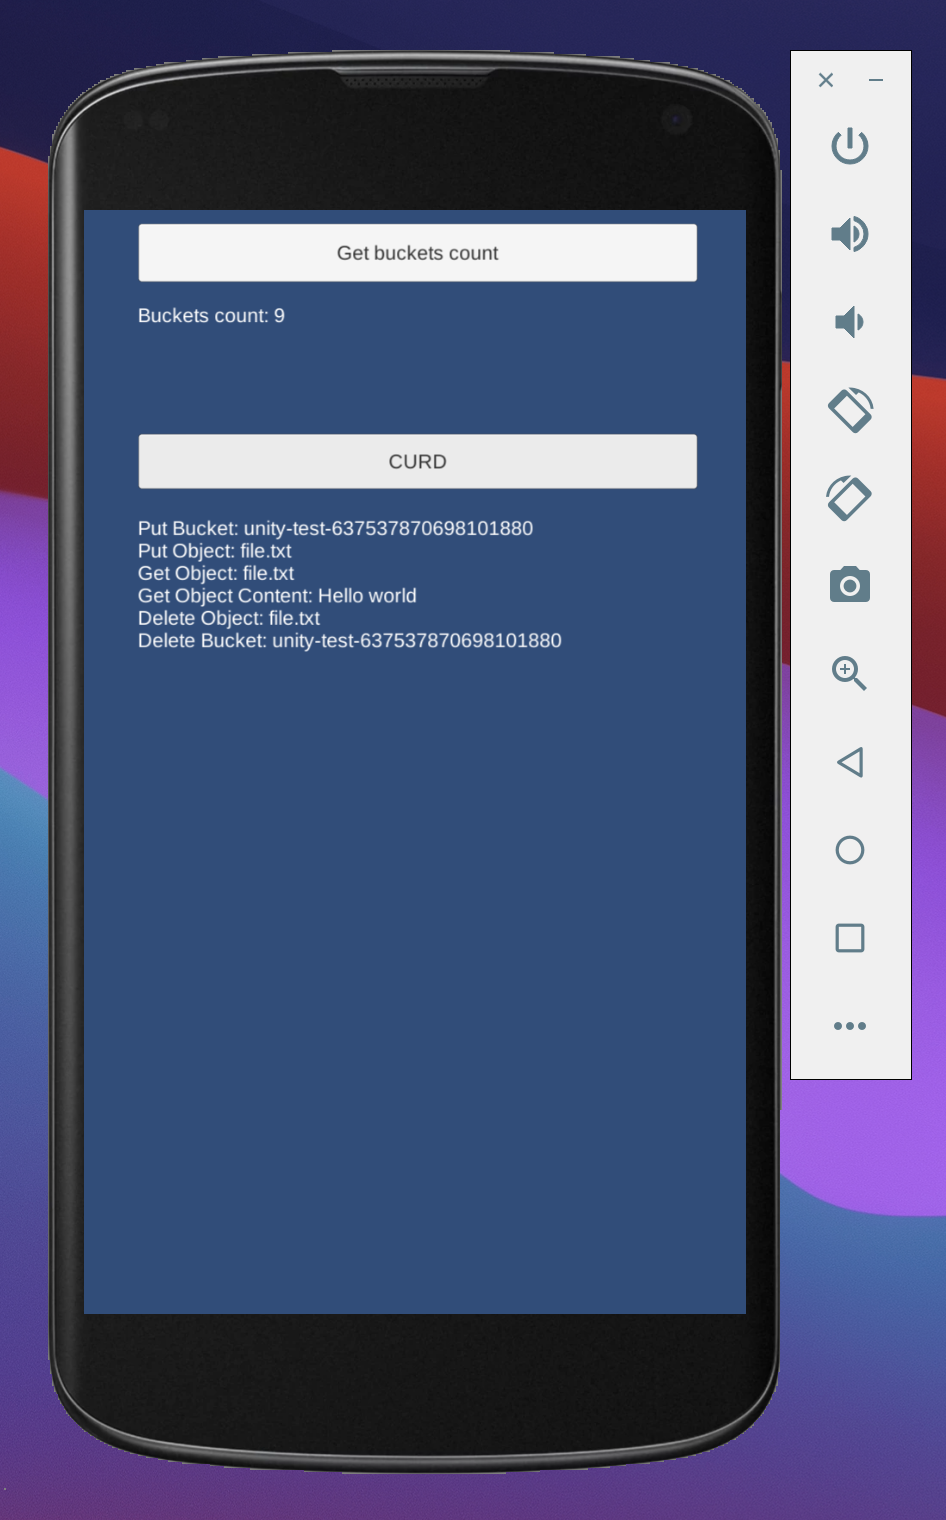 Get buckets count
Buckets count: 9
CURD
Put Bucket: unity-test-637537870698101880
Put Object: file.txt
Get Object: file.txt
Get Object Content: Hello world
Delete Object: file.txt
Delete Bucket: unity-test-637537870698101880